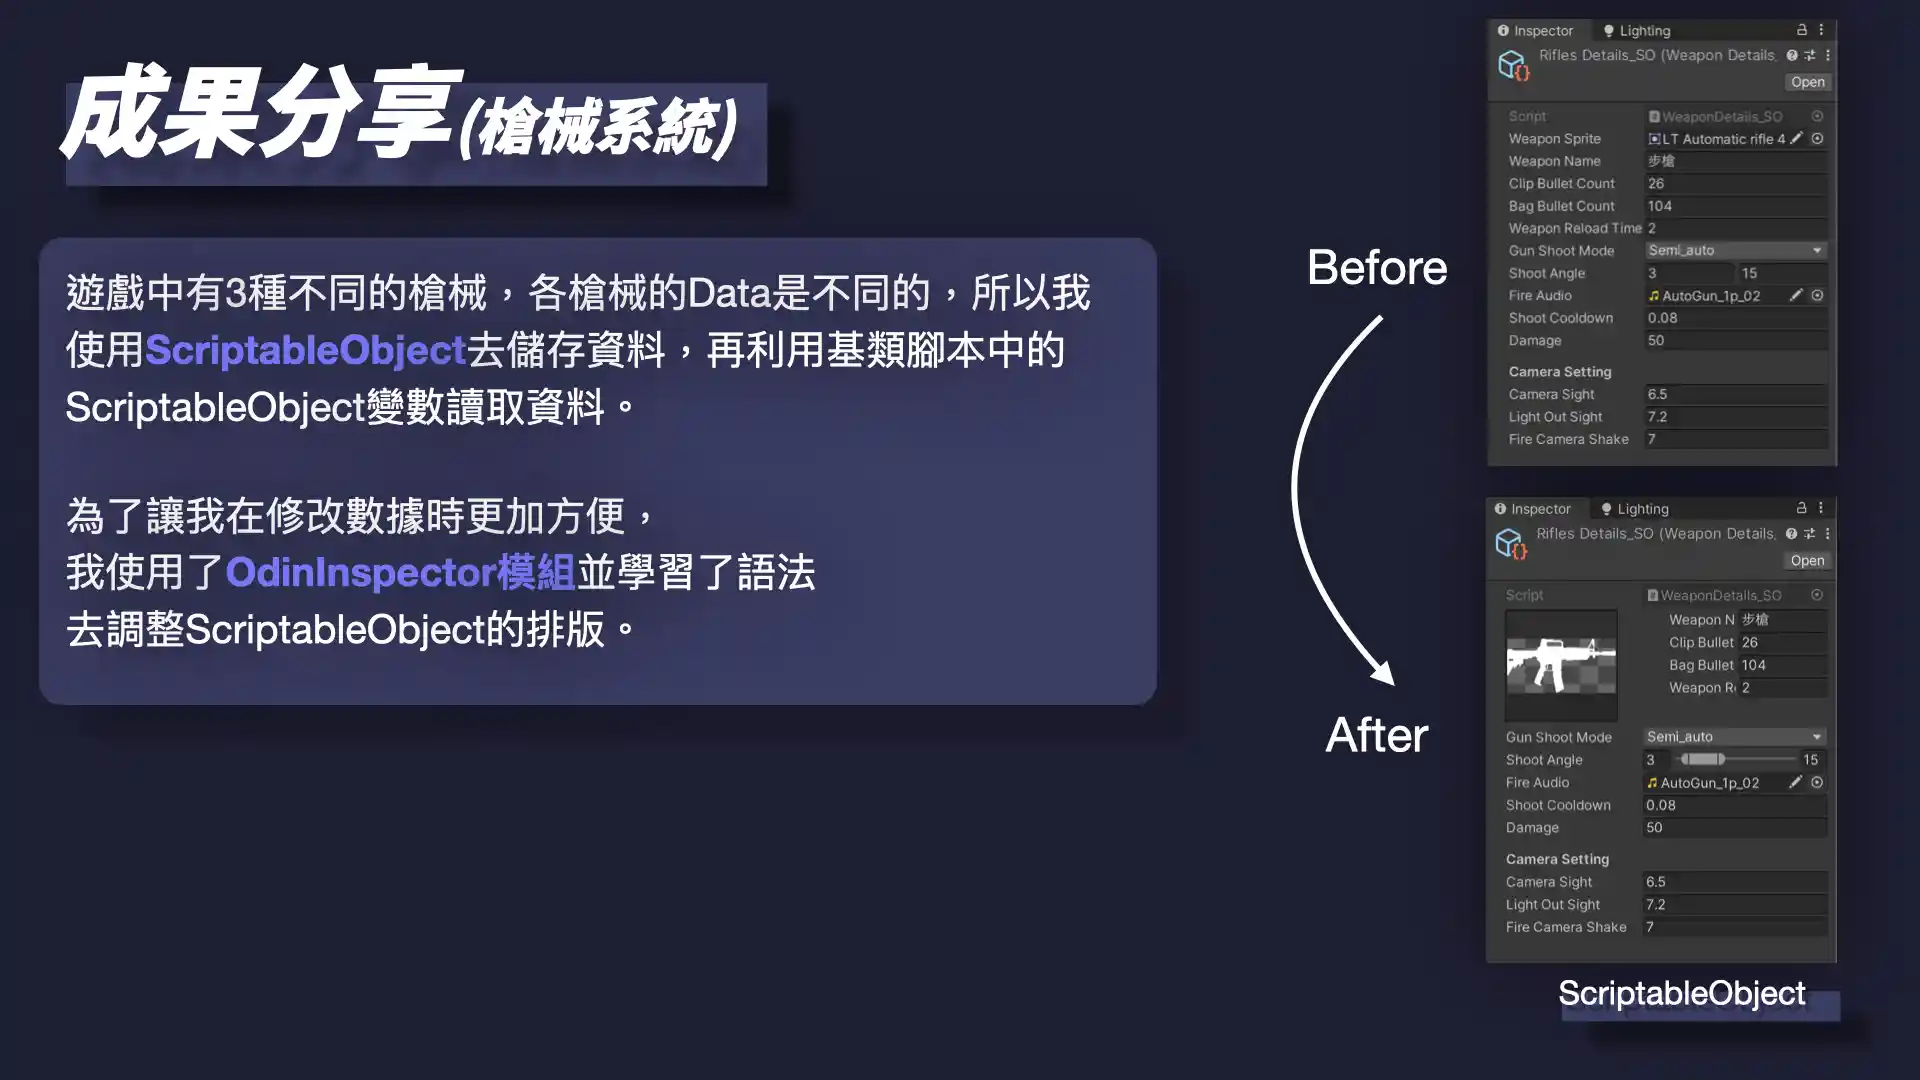 成果分享(槍械系統)
遊戲中有3種不同的槍械，各槍械的Data是不同的，所以我
使用ScriptableObject去儲存資料，再利用基類腳本中的
ScriptableObject變數讀取資料。
為了讓我在修改數據時更加方便，
我使用了OdinInspector模組並學習了語法
去調整ScriptableObject的排版。
Before
After
Inspector Lighting
Rifles Details_SO (Weapon Details.
Open
Script WeaponDetails_SO
Weapon Sprite LT Automatic rifle 4
Weapon Name 步槍
Clip Bullet Count 26
Bag Bullet Count 104
Weapon Reload Time 2
Gun Shoot Mode Semi_auto
Shoot Angle 3 15
Fire Audio AutoGun_1p_02
Shoot Cooldown 0.08
Damage 50
Camera Setting
Camera Sight 6.5
Light Out Sight 7.2
Fire Camera Shake 7
Inspector Lighting
Rifles Details_SO (Weapon Details.
Open
Script WeaponDetails_SO
Weapon N 步槍
Clip Bullet 26
Bag Bullet 104
Weapon R 2
Gun Shoot Mode Semi_auto
Shoot Angle 3 15
Fire Audio AutoGun_1p_02
Shoot Cooldown 0.08
Damage 50
Camera Setting
Camera Sight 6.5
Light Out Sight 7.2
Fire Camera Shake 7
ScriptableObject